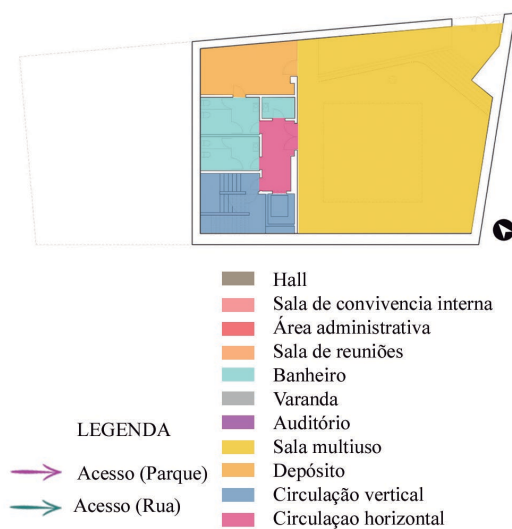 Hall
Sala de convivencia interna
Área administrativa
Sala de reuniões
Banheiro
Varanda
LEGENDA
Auditório
Sala multiuso
Acesso (Parque)
Depósito
Acesso (Rua)
Circulação vertical
Circulaçao horizontal